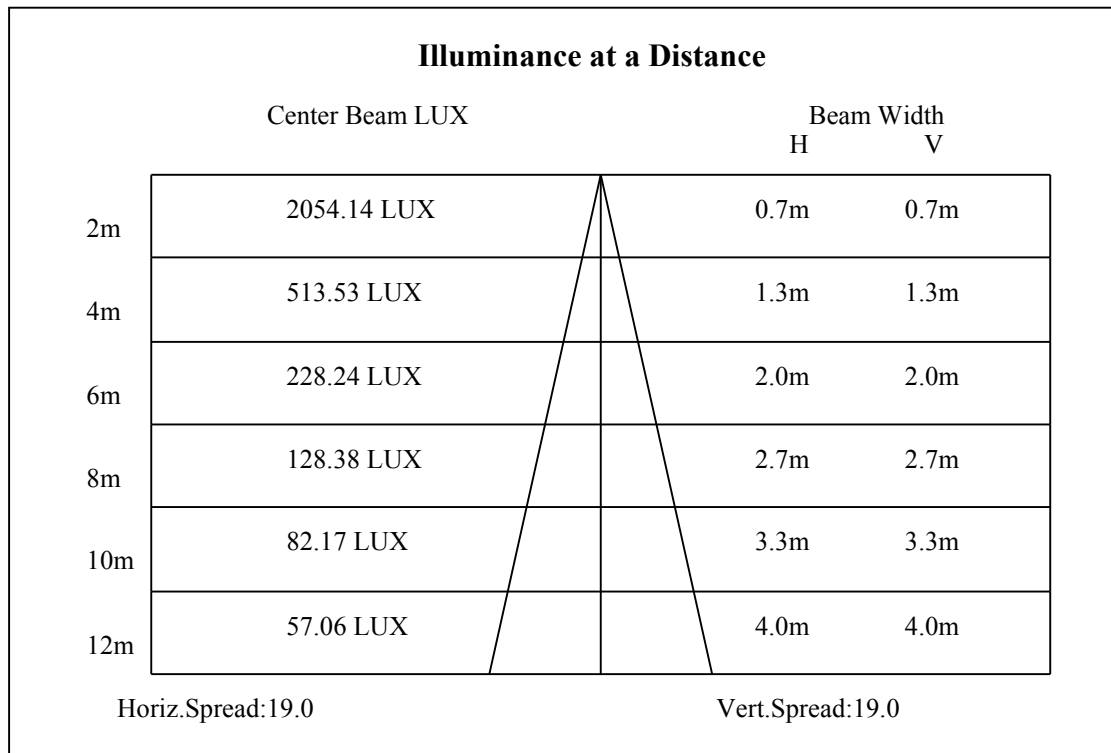 Illuminance at a Distance
Center Beam LUX Beam Width
H V
2054.14 LUX 0.7m 0.7m
2m
513.53 LUX 1.3m 1.3m
4m
228.24 LUX 2.0m 2.0m
6m
128.38 LUX 2.7m 2.7m
8m
82.17 LUX 3.3m 3.3m
10m
57.06 LUX 4.0m 4.0m
12m
Horiz.Spread:19.0 Vert.Spread:19.0